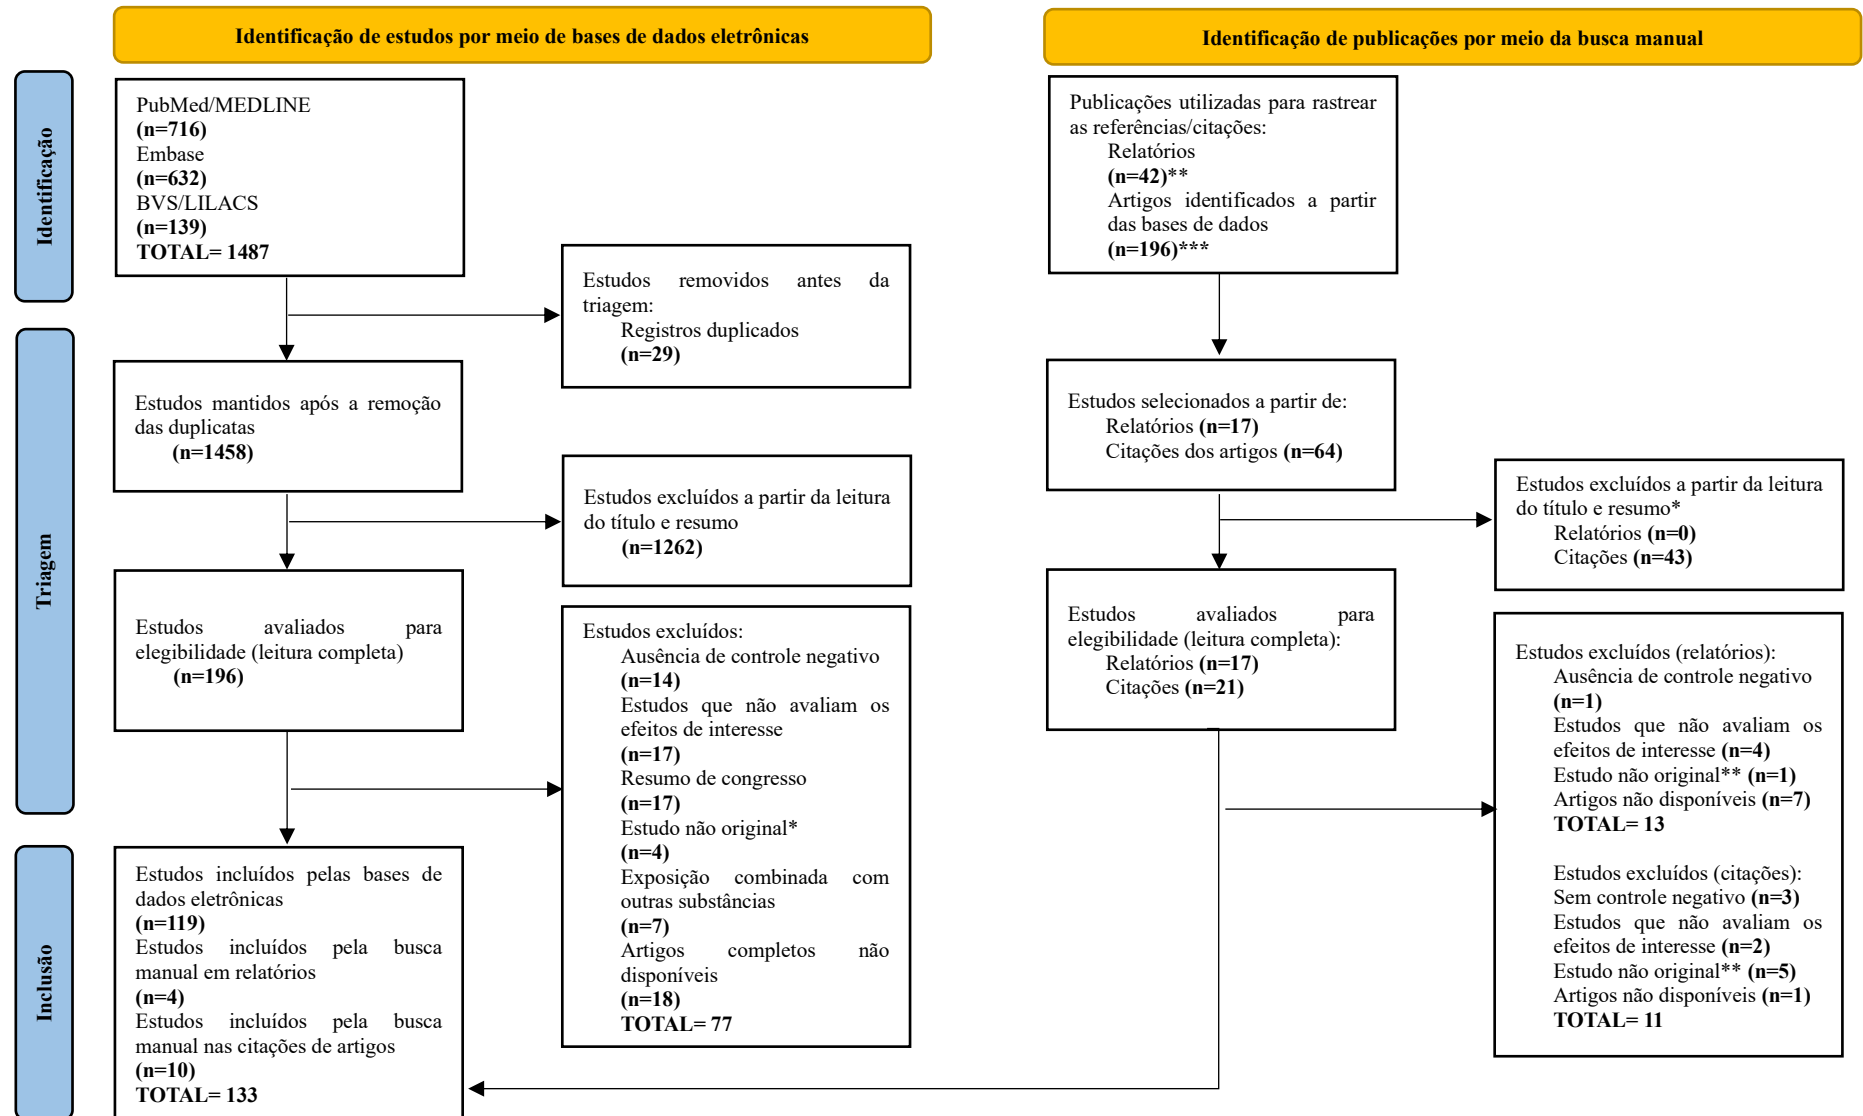 Identificação de estudos por meio de bases de dados eletrônicas
Identificação
PubMed/MEDLINE
(n=716)
Embase
(n=632)
BVS/LILACS
(n=139)
TOTAL= 1487
Estudos removidos antes da
triagem:
Registros duplicados
(n=29)
Triagem
Estudos mantidos após a remoção
das duplicatas
(n=1458)
Estudos excluídos a partir da leitura
do título e resumo
(n=1262)
Estudos avaliados para
elegibilidade (leitura completa)
(n=196)
Estudos excluídos:
Ausência de controle negativo
(n=14)
Estudos que não avaliam os
efeitos de interesse
(n=17)
Resumo de congresso
(n=17)
Estudo não original*
(n=4)
Exposição combinada com
outras substâncias
(n=7)
Artigos completos não
disponíveis
(n=18)
TOTAL= 77
Inclusão
Estudos incluídos pelas bases de
dados eletrônicas
(n=119)
Estudos incluídos pela busca
manual em relatórios
(n=4)
Estudos incluídos pela busca
manual nas citações de artigos
(n=10)
TOTAL= 133
Identificação de publicações por meio da busca manual
Publicações utilizadas para rastrear
as referências/citações:
Relatórios
(n=42)**
Artigos identificados a partir
das bases de dados
(n=196)***
Estudos selecionados a partir de:
Relatórios (n=17)
Citações dos artigos (n=64)
Estudos excluídos a partir da leitura
do título e resumo*
Relatórios (n=0)
Citações (n=43)
Estudos avaliados para
elegibilidade (leitura completa):
Relatórios (n=17)
Citações (n=21)
Estudos excluídos (relatórios):
Ausência de controle negativo
(n=1)
Estudos que não avaliam os
efeitos de interesse (n=4)
Estudo não original** (n=1)
Artigos não disponíveis (n=7)
TOTAL= 13
Estudos excluídos (citações):
Sem controle negativo (n=3)
Estudos que não avaliam os
efeitos de interesse (n=2)
Estudo não original** (n=5)
Artigos não disponíveis (n=1)
TOTAL= 11